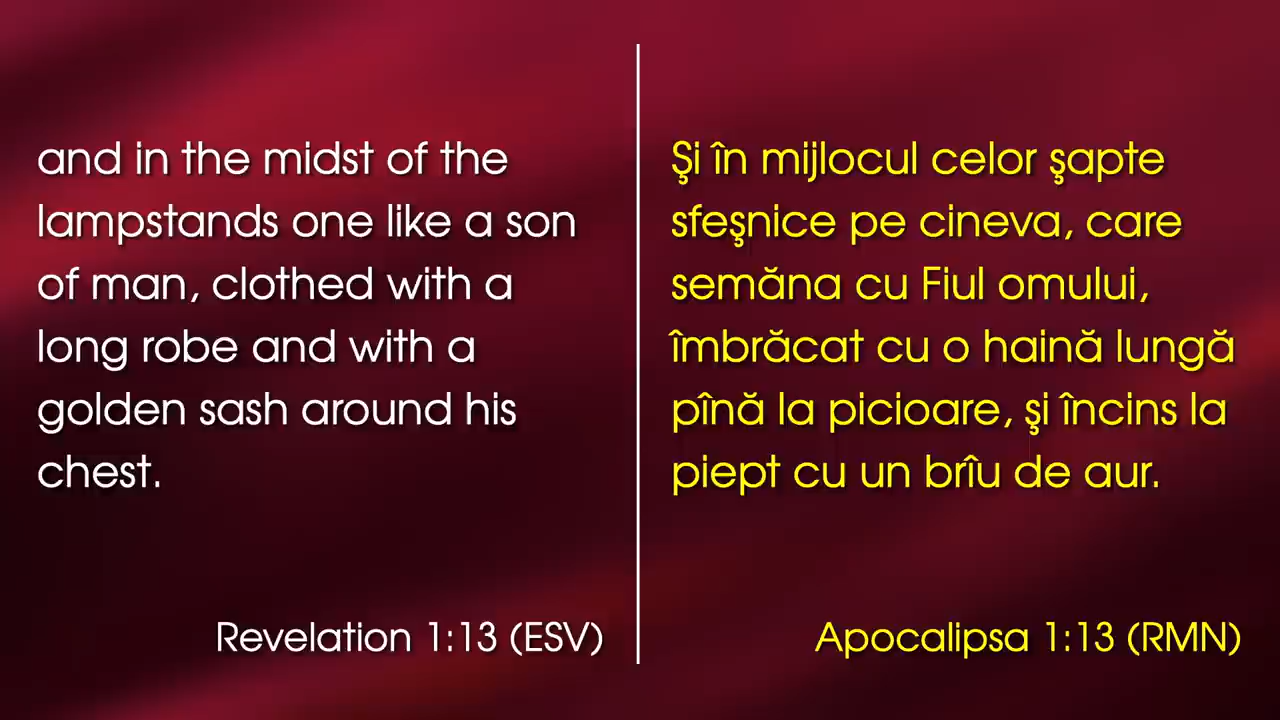 and in the midst of the
lampstands one like a son
of man, clothed with a
long robe and with a
golden sash around his
chest.
Revelation 1:13 (ESV)
Şi în mijlocul celor şapte
sfeşnice pe cineva, care
semăna cu Fiul omului,
îmbrăcat cu o haină lungă
pînă la picioare, şi încins la
piept cu un brîu de aur.
Apocalipsa 1:13 (RMN)